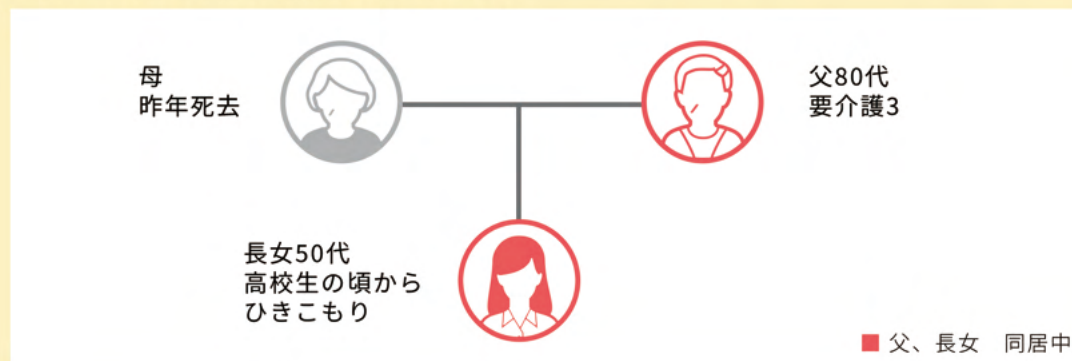 母
昨年死去
父80代
要介護3
長女50代
高校生の頃から
ひきこもり
■ 父、長女　同居中